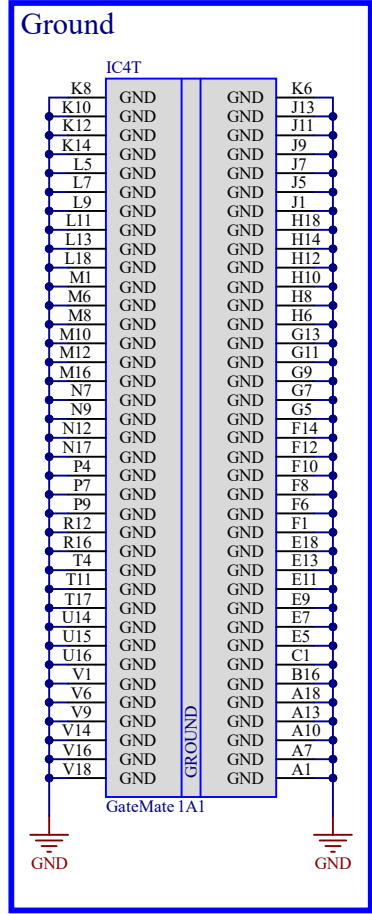 Ground
IC4T
K8 GND GND K6
K10 GND GND J13
K12 GND GND J11
K14 GND GND J9
L5 GND GND J7
L7 GND GND J5
L9 GND GND J1
L11 GND GND H18
L13 GND GND H14
L18 GND GND H12
M1 GND GND H10
M6 GND GND H8
M8 GND GND H6
M10 GND GND G13
M12 GND GND G11
M16 GND GND G9
N7 GND GND G7
N9 GND GND G5
N12 GND GND F14
N17 GND GND F12
P4 GND GND F10
P7 GND GND F8
P9 GND GND F6
R12 GND GND F1
R16 GND GND E18
T4 GND GND E13
T11 GND GND E11
T17 GND GND E9
U14 GND GND E7
U15 GND GND E5
U16 GND GND C1
V1 GND GND B16
V6 GND GND A18
V9 GND GND A13
V14 GND GND A10
V16 GND GND A7
V18 GND GND A1
GROUND
GateMate 1A1
GND GND